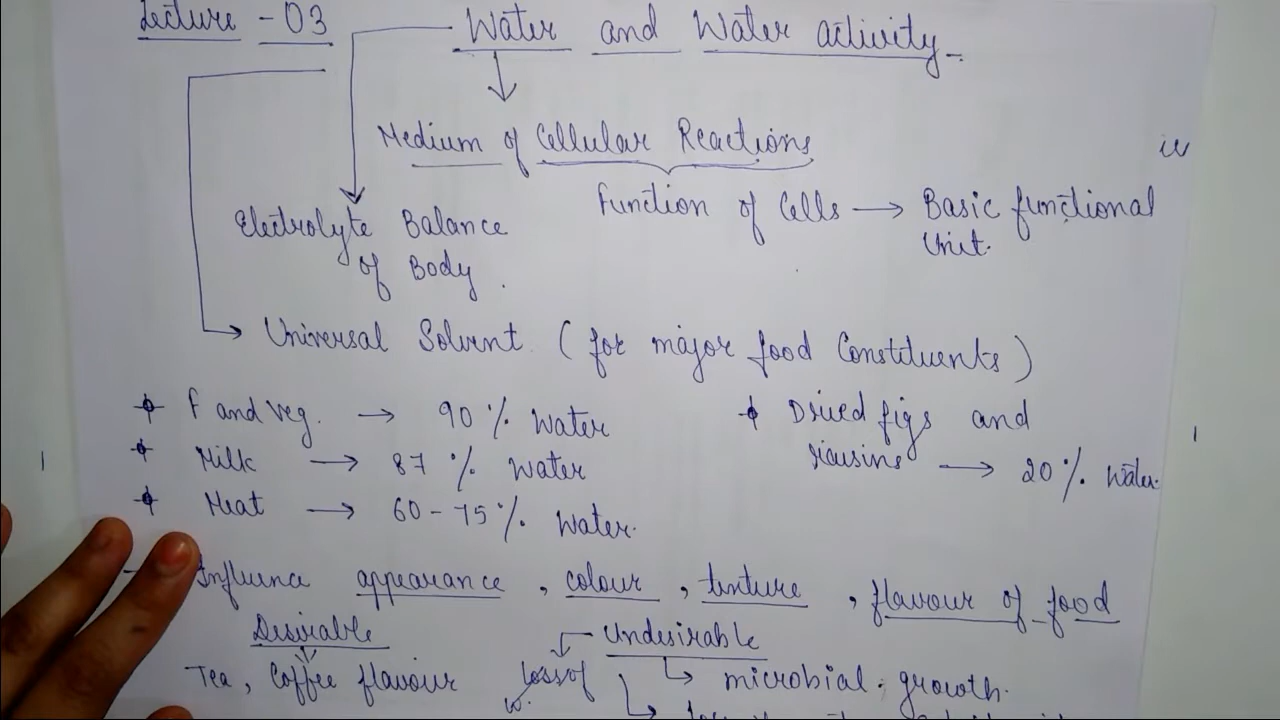 Lecture - 03
Water and Water activity
Medium of Cellular Reactions
Function of Cells → Basic functional
Unit.
Electrolyte Balance
of Body.
Universal Solvent (for major food Constituents)
F and Veg. → 90% Water
Milk → 87% Water
Meat → 60-75% Water.
Dried figs and
raisins → 20% Water.
Influence appearance, colour, texture, flavour of food
Desirable
Undesirable
Tea, Coffee flavour
loss of
microbial growth.